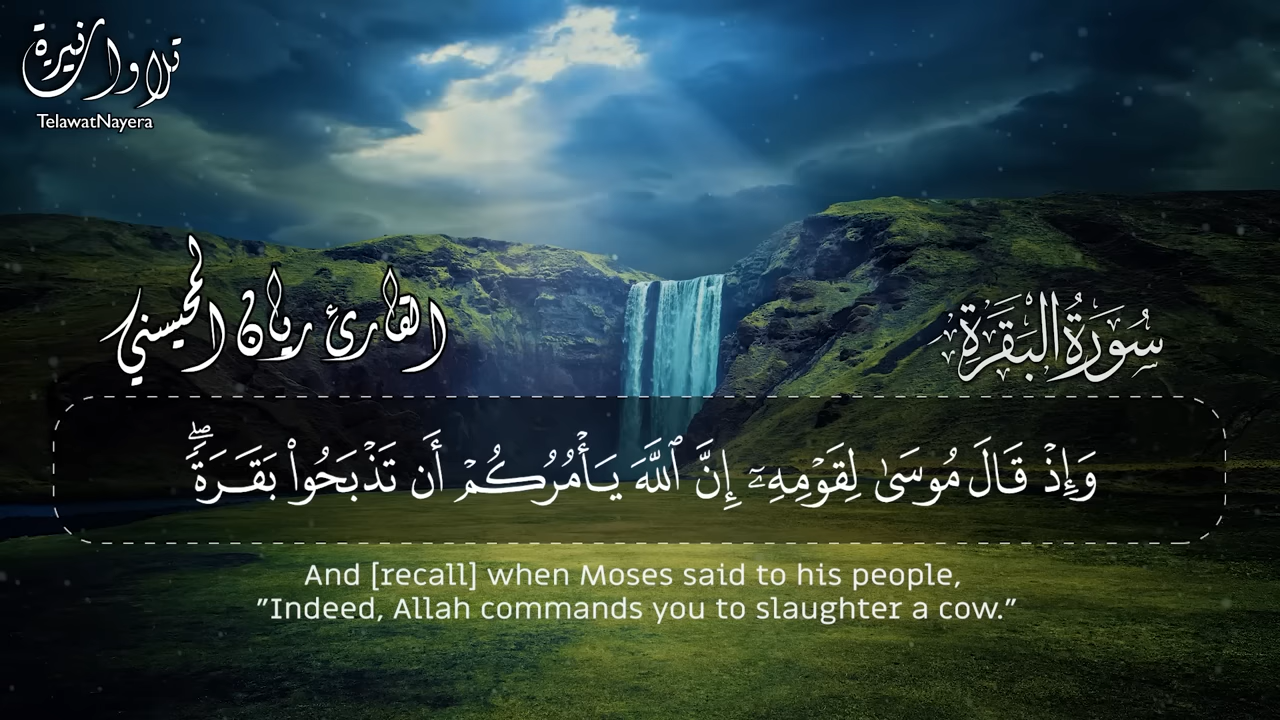 تلاوات نيرة
TelawatNayera
القارئ ريان المحيسني
سُورَةُ البَقَرَةِ
وَإِذۡ قَالَ مُوسَىٰ لِقَوۡمِهِۦٓ إِنَّ ٱللَّهَ يَأۡمُرُكُمۡ أَن تَذۡبَحُواْ بَقَرَةٗۖ
And [recall] when Moses said to his people,
"Indeed, Allah commands you to slaughter a cow."